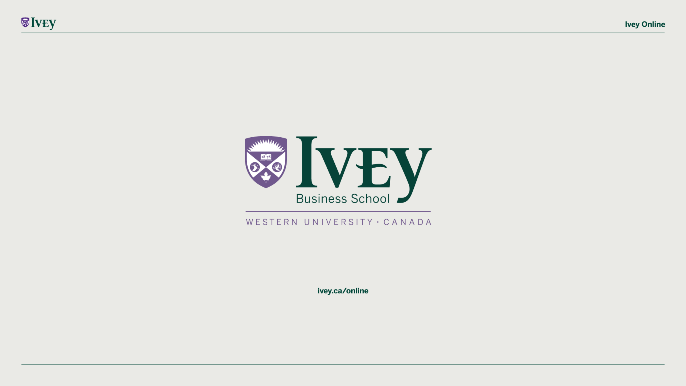 Ivey
Ivey Online
Ivey
Business School
WESTERN UNIVERSITY · CANADA
ivey.ca/online